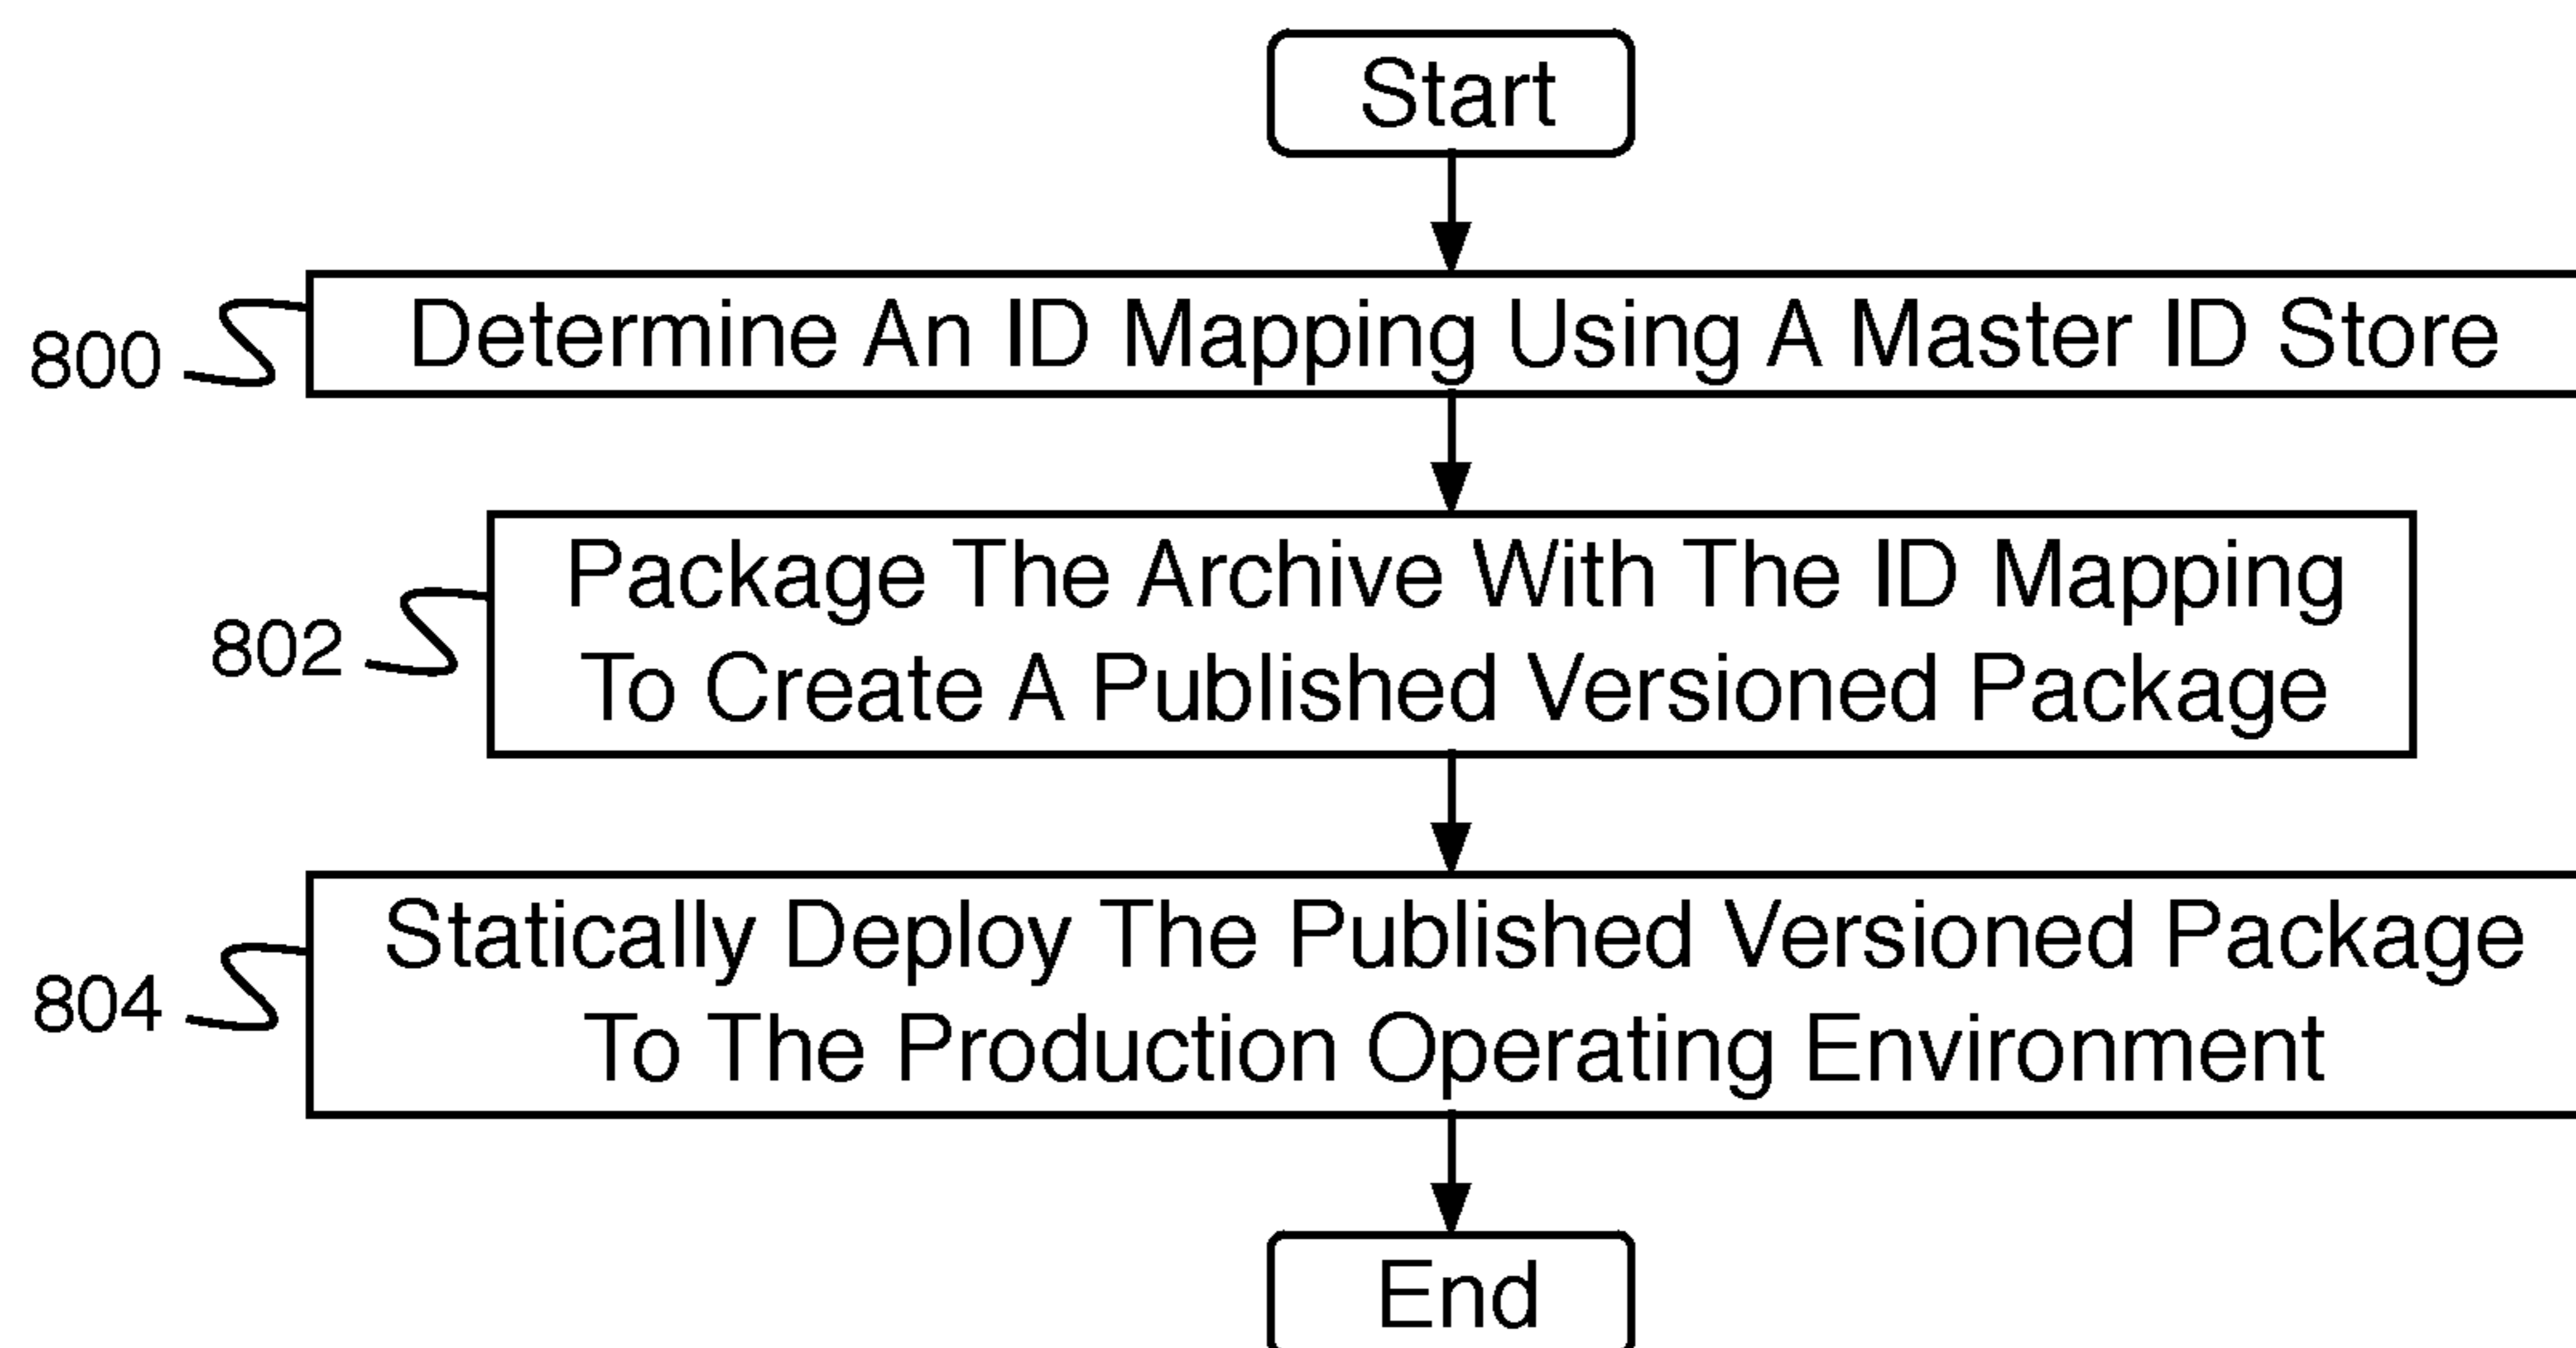 Start
800
Determine An ID Mapping Using A Master ID Store
802
Package The Archive With The ID Mapping
To Create A Published Versioned Package
804
Statically Deploy The Published Versioned Package
To The Production Operating Environment
End